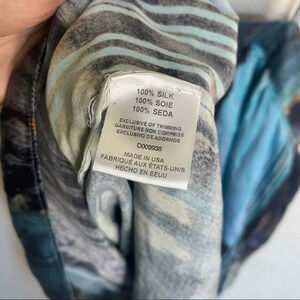 100% SILK
100% SOIE
100% SEDA
EXCLUSIVE OF TRIMMING
GARNITURE NON COMPRISE
EXCLUSIVO DE ADORNOS
D009938
MADE IN USA
FABRIQUÉ AUX ÉTATS-UNIS
HECHO EN EEUU